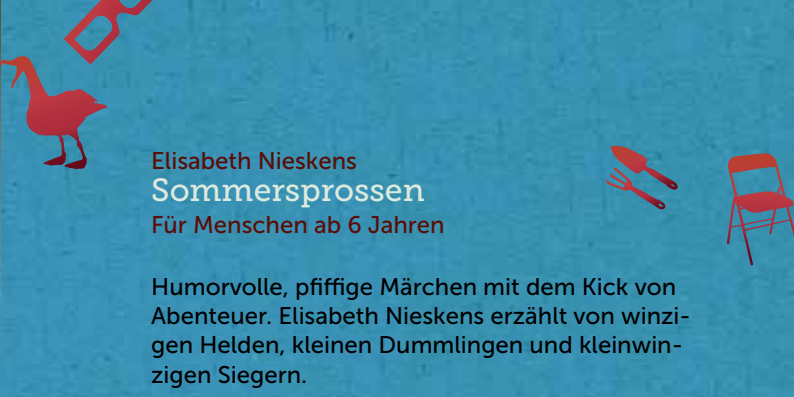 Elisabeth Nieskens
Sommersprossen
Für Menschen ab 6 Jahren
Humorvolle, pfiffige Märchen mit dem Kick von
Abenteuer. Elisabeth Nieskens erzählt von winzi-
gen Helden, kleinen Dummlingen und kleinwin-
zigen Siegern.